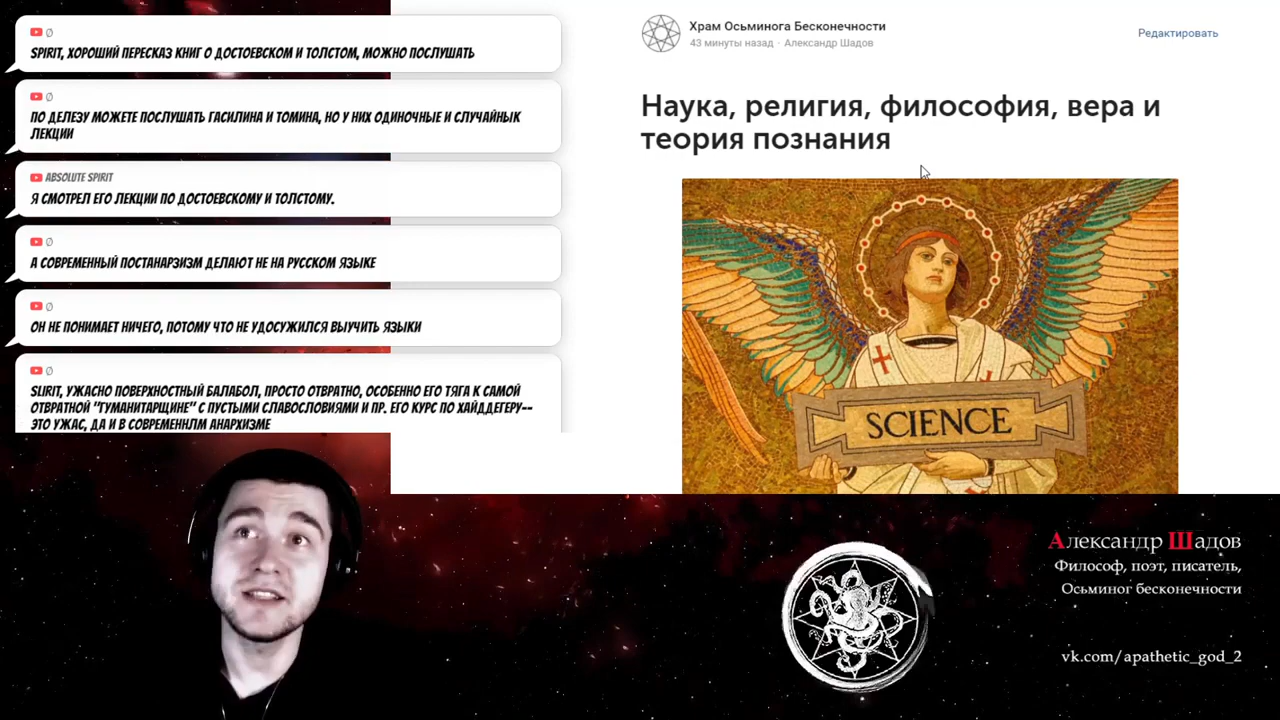 Ø
SPIRIT, ХОРОШИЙ ПЕРЕСКАЗ КНИГ О ДОСТОЕВСКОМ И ТОЛСТОМ, МОЖНО ПОСЛУШАТЬ
Ø
ПО ДЕЛЕЗУ МОЖЕТЕ ПОСЛУШАТЬ ГАСИЛИНА И ТОМИНА, НО У НИХ ОДИНОЧНЫЕ И СЛУЧАЙНЫК
ЛЕКЦИИ
ABSOLUTE SPIRIT
Я СМОТРЕЛ ЕГО ЛЕКЦИИ ПО ДОСТОЕВСКОМУ И ТОЛСТОМУ.
Ø
А СОВРЕМЕННЫЙ ПОСТАНАРЗИЗМ ДЕЛАЮТ НЕ НА РУССКОМ ЯЗЫКЕ
Ø
ОН НЕ ПОНИМАЕТ НИЧЕГО, ПОТОМУ ЧТО НЕ УДОСУЖИЛСЯ ВЫУЧИТЬ ЯЗЫКИ
Ø
SLIRIT, УЖАСНО ПОВЕРХНОСТНЫЙ БАЛАБОЛ, ПРОСТО ОТВРАТНО, ОСОБЕННО ЕГО ТЯГА К САМОЙ
ОТВРАТНОЙ "ГУМАНИТАРЩИНЕ" С ПУСТЫМИ СЛАВОСЛОВИЯМИ И ПР. ЕГО КУРС ПО ХАЙДДЕГЕРУ--
ЭТО УЖАС, ДА И В СОВРЕМЕННЛМ АНАРХИЗМЕ
Храм Осьминога Бесконечности
43 минуты назад · Александр Шадов
Редактировать
Наука, религия, философия, вера и
теория познания
SCIENCE
Александр Шадов
Философ, поэт, писатель,
Осьминог бесконечности
vk.com/apathetic_god_2